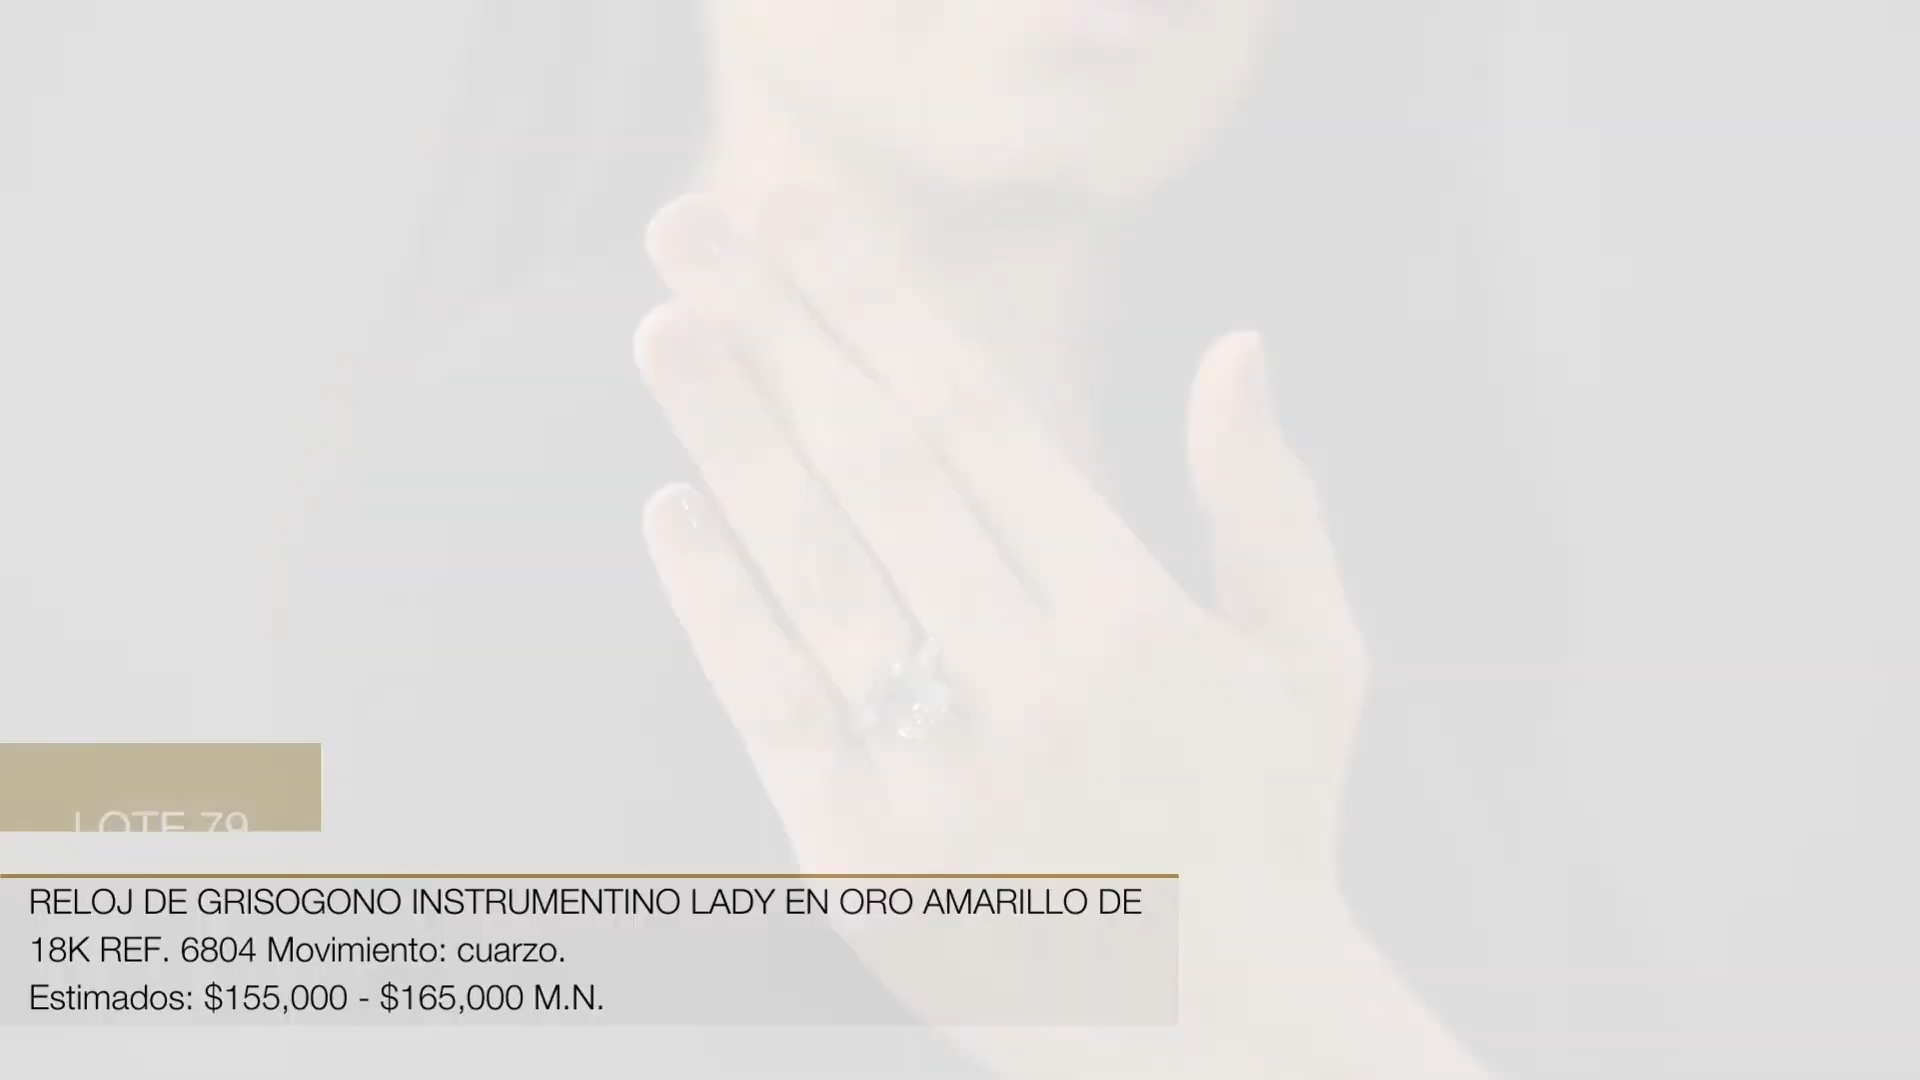 LOTE 79
RELOJ DE GRISOGONO INSTRUMENTINO LADY EN ORO AMARILLO DE
18K REF. 6804 Movimiento: cuarzo.
Estimados: $155,000 - $165,000 M.N.